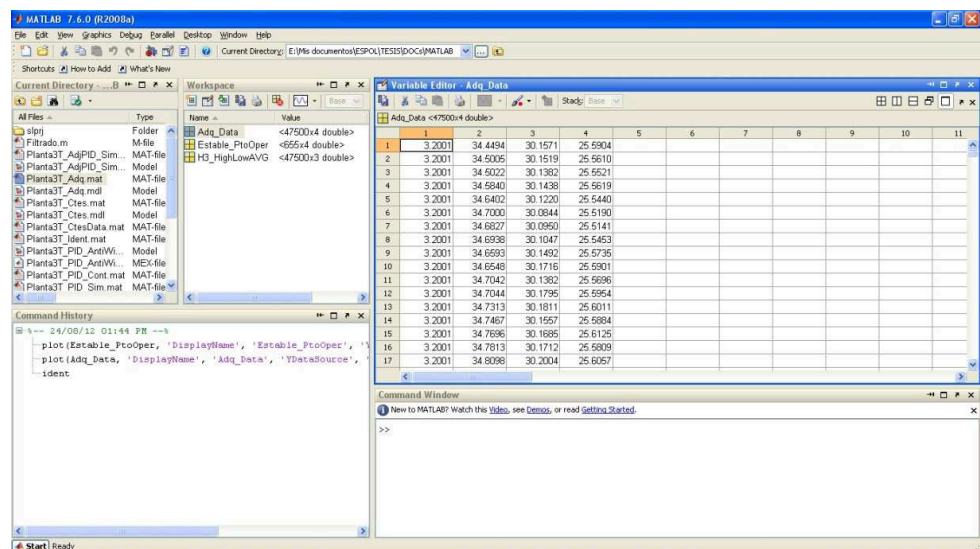 MATLAB 7.6.0 (R2008a)
File Edit View Graphics Debug Parallel Desktop Window Help
Current Directory: E:\Mis documentos\ESPOL\TESIS\DOCs\MATLAB
Shortcuts How to Add What's New
Current Directory - ...B
All Files Type
slprj Folder
Filtrado.m M-file
Planta3T_AdjPID_Sim... MAT-file
Planta3T_AdjPID_Sim... Model
Planta3T_Adq.mat MAT-file
Planta3T_Adq.mdl Model
Planta3T_Ctes.mat MAT-file
Planta3T_Ctes.mdl Model
Planta3T_CtesData.mat MAT-file
Planta3T_Ident.mat MAT-file
Planta3T_PID_AntiWi... Model
Planta3T_PID_AntiWi... MEX-file
Planta3T_PID_Cont.mat MAT-file
Planta3T_PID_Sim.mat MAT-file
Workspace
Base
Name Value
Adq_Data <47500x4 double>
Estable_PtoOper <655x4 double>
H3_HighLowAVG <47500x3 double>
Variable Editor - Adq_Data
Stack: Base
Adq_Data <47500x4 double>
1 2 3 4 5 6 7 8 9 10 11
1 3.2001 34.4494 30.1571 25.5904
2 3.2001 34.5005 30.1519 25.5610
3 3.2001 34.5022 30.1382 25.5521
4 3.2001 34.5840 30.1438 25.5619
5 3.2001 34.6402 30.1220 25.5440
6 3.2001 34.7000 30.0844 25.5190
7 3.2001 34.6827 30.0950 25.5141
8 3.2001 34.6938 30.1047 25.5453
9 3.2001 34.6593 30.1492 25.5735
10 3.2001 34.6548 30.1716 25.5901
11 3.2001 34.7042 30.1382 25.5696
12 3.2001 34.7044 30.1795 25.5954
13 3.2001 34.7313 30.1811 25.6011
14 3.2001 34.7467 30.1557 25.5884
15 3.2001 34.7696 30.1685 25.6125
16 3.2001 34.7813 30.1712 25.5809
17 3.2001 34.8098 30.2004 25.6057
Command History
%-- 24/08/12 01:44 PM --%
plot(Estable_PtoOper, 'DisplayName', 'Estable_PtoOper', 'Y
plot(Adq_Data, 'DisplayName', 'Adq_Data', 'YDataSource', '
ident
Command Window
New to MATLAB? Watch this Video, see Demos, or read Getting Started.
>>
Start Ready